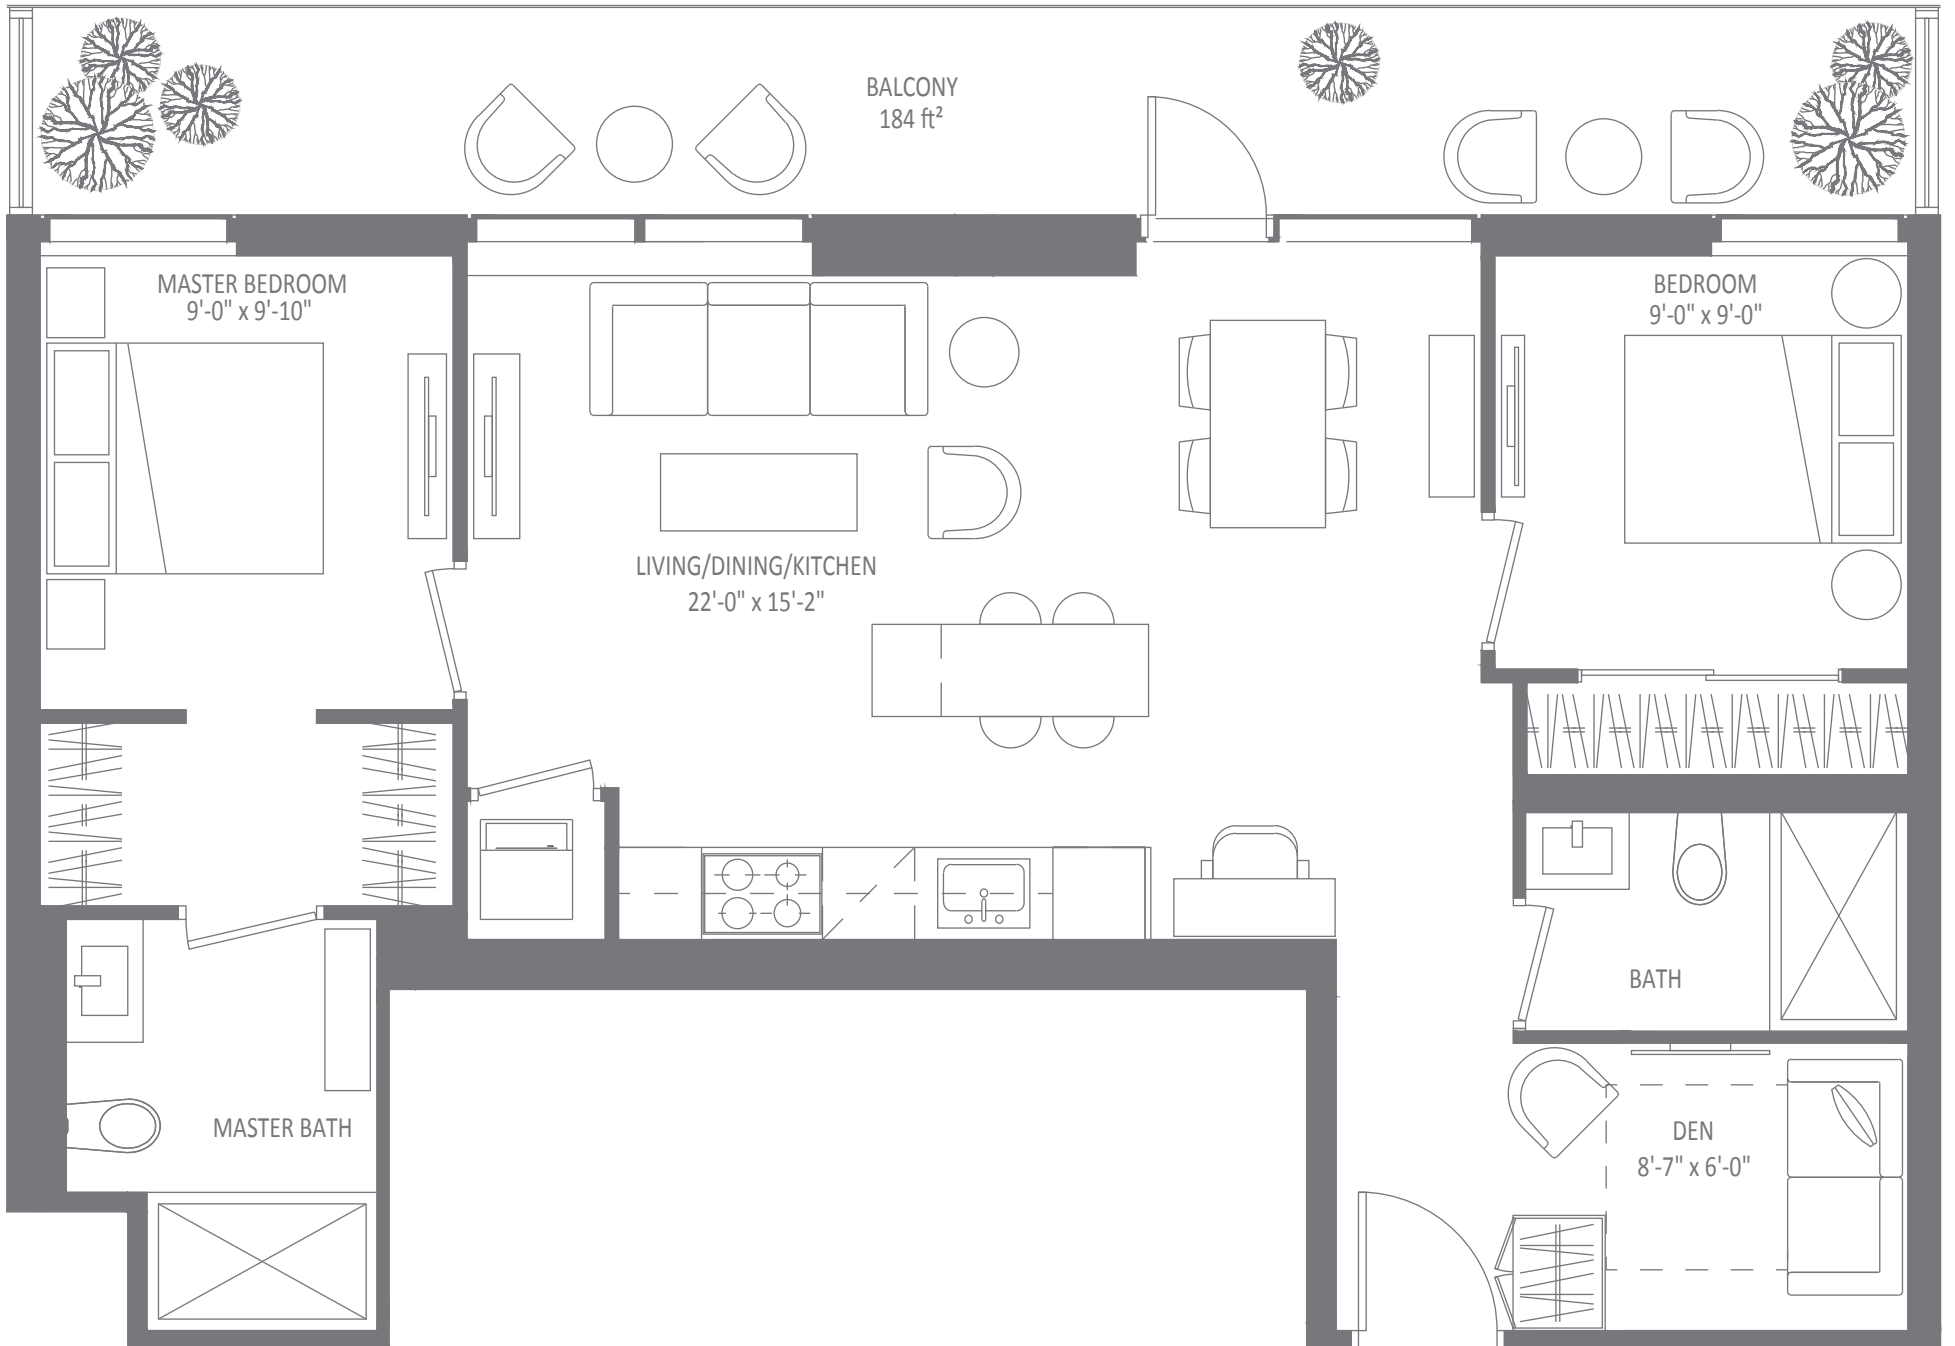 BALCONY
184 ft²
MASTER BEDROOM
9'-0" x 9'-10"
BEDROOM
9'-0" x 9'-0"
LIVING/DINING/KITCHEN
22'-0" x 15'-2"
BATH
MASTER BATH
DEN
8'-7" x 6'-0"